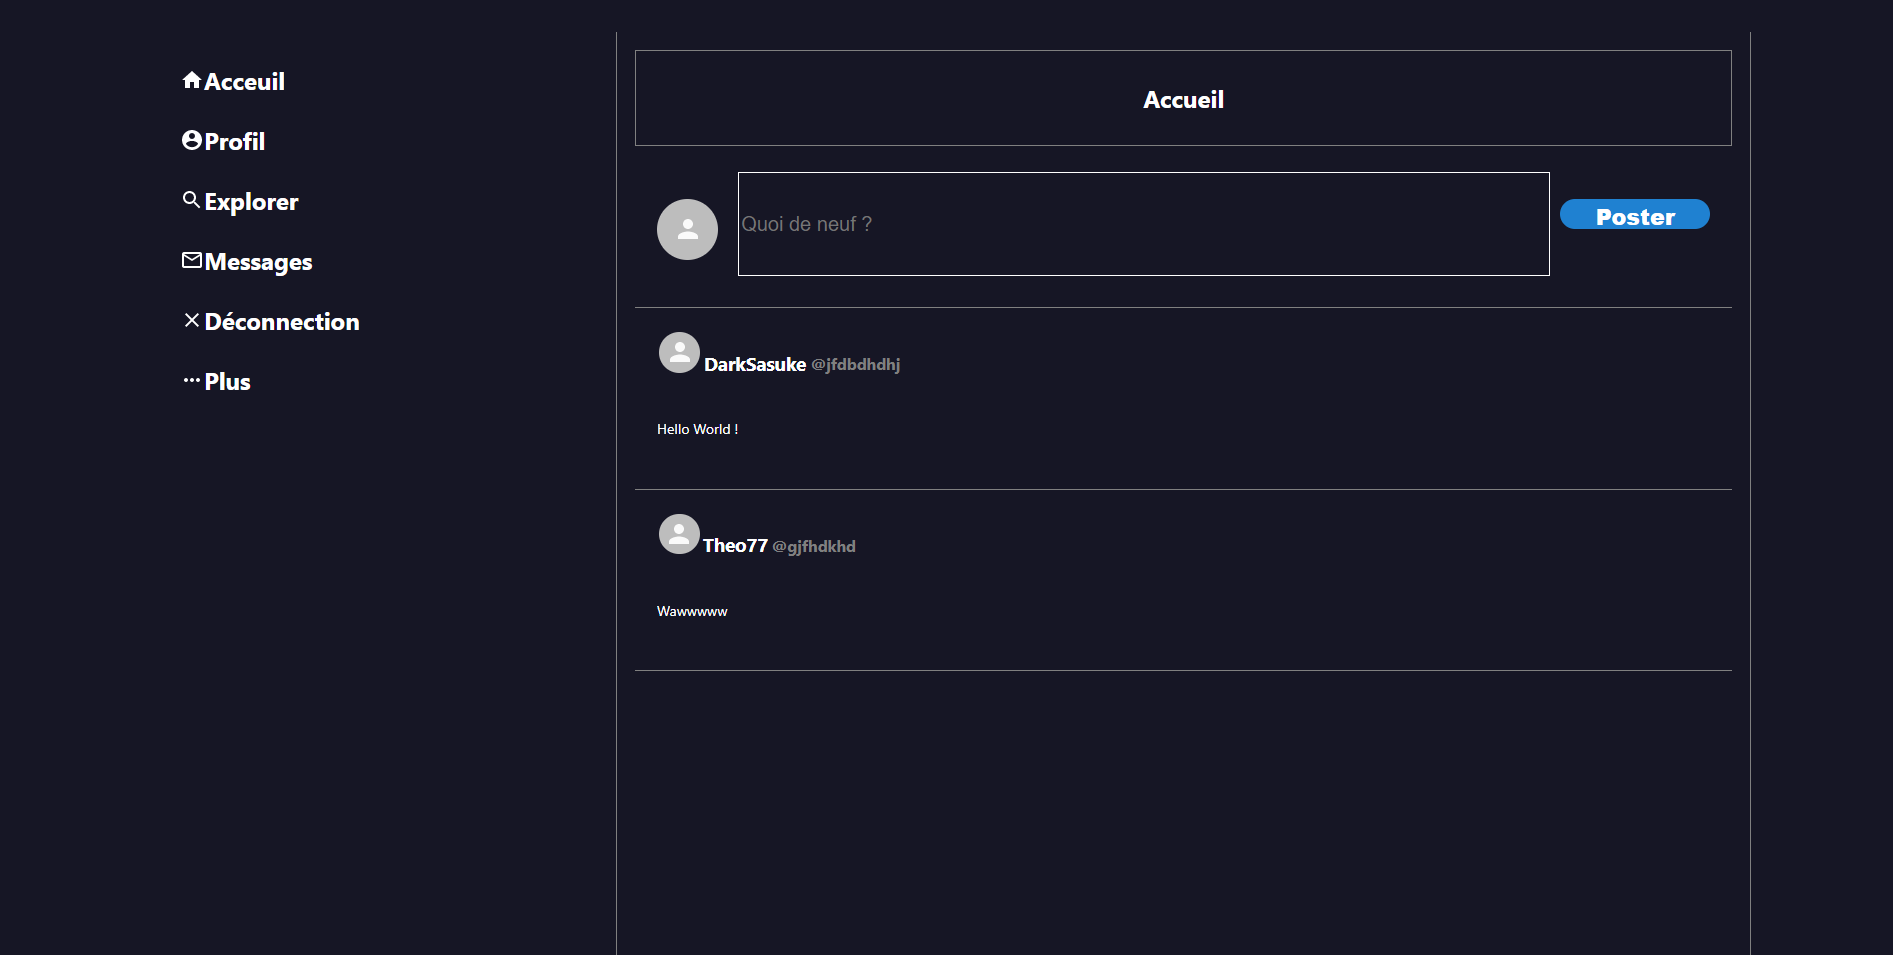 Acceuil
Profil
Explorer
Messages
Déconnection
Plus
Accueil
Quoi de neuf ?
Poster
DarkSasuke @jfdbdhdhj
Hello World !
Theo77 @gjfhdkhd
Wawwwww